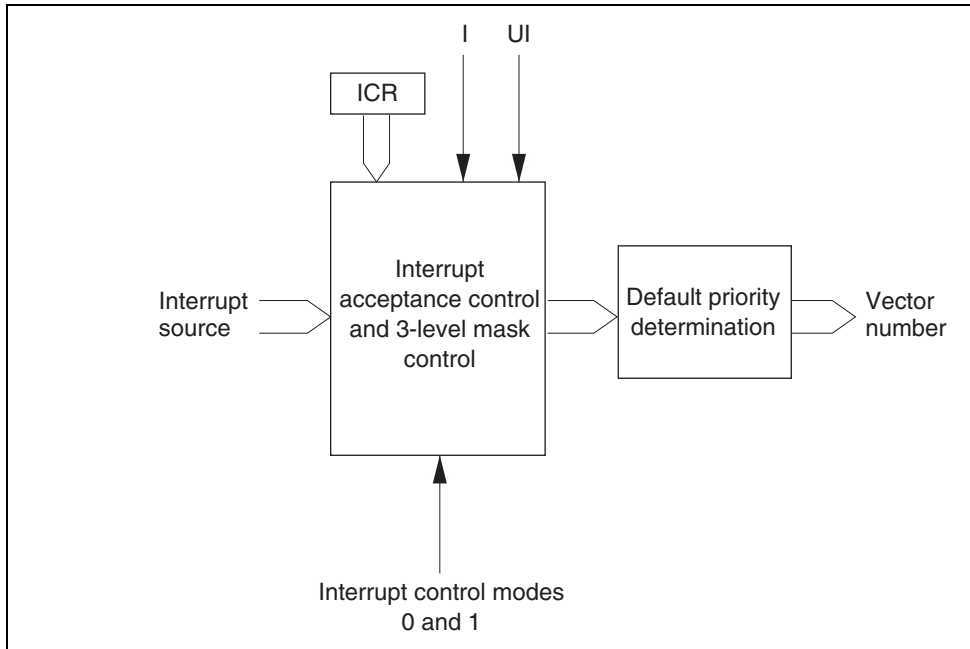 I
UI
ICR
Interrupt
acceptance control
and 3-level mask
control
Interrupt
source
Default priority
determination
Vector
number
Interrupt control modes
0 and 1